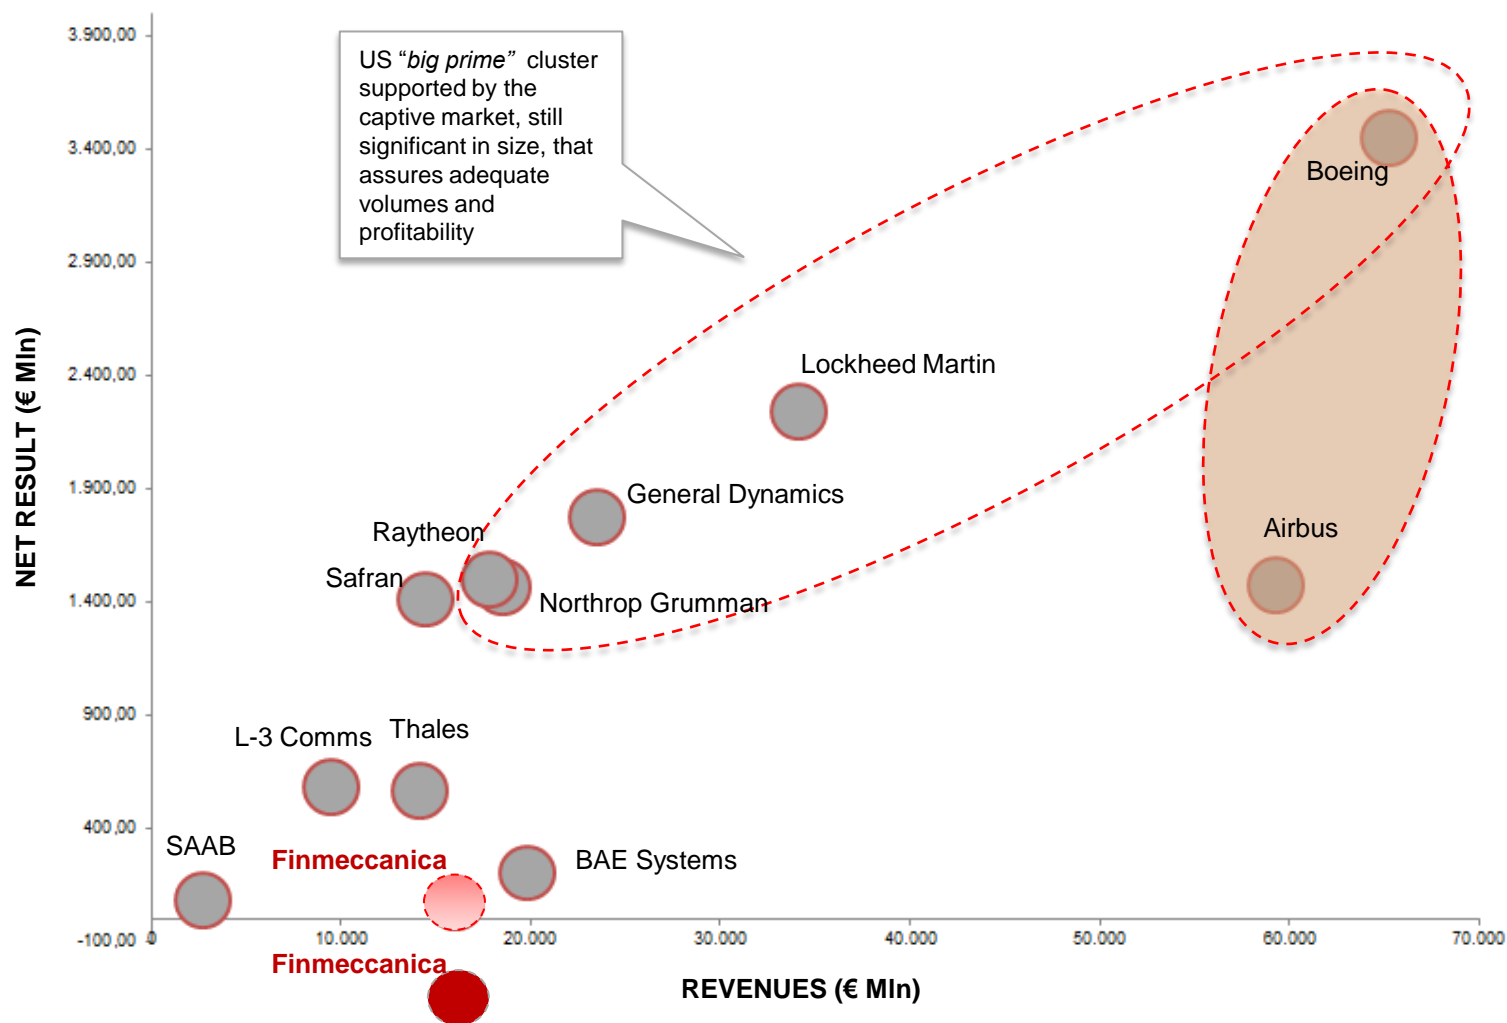 3.900,00
US “big prime” cluster
supported by the
captive market, still
significant in size, that
assures adequate
volumes and
profitability
3.400,00
Boeing
2.900,00
NET RESULT (€ Mln)
2.400,00
Lockheed Martin
1.900,00
General Dynamics
Raytheon
Airbus
Safran
1.400,00
Northrop Grumman
900,00
L-3 Comms
Thales
400,00
SAAB
Finmeccanica
BAE Systems
-100,00
0
10.000
20.000
30.000
40.000
50.000
60.000
70.000
Finmeccanica
REVENUES (€ Mln)